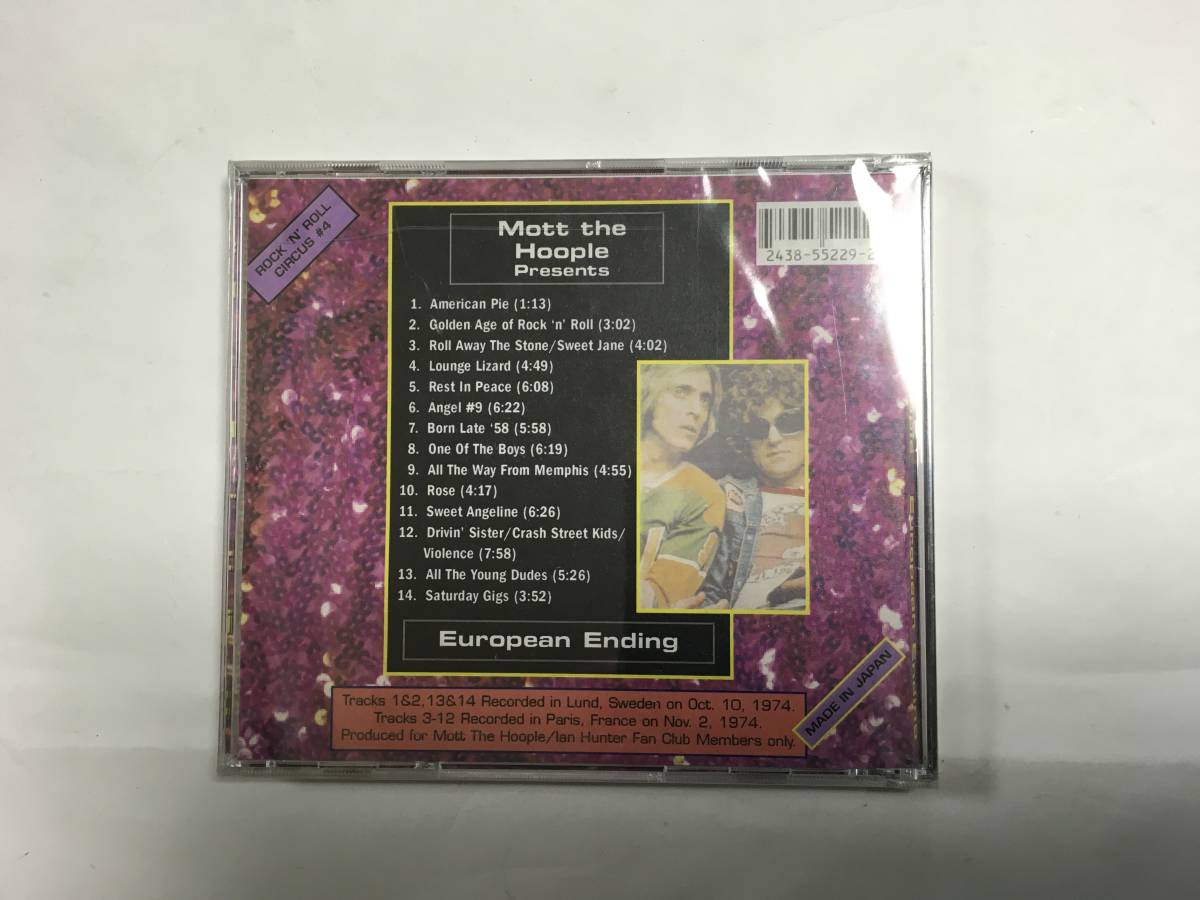 ROCK 'N' ROLL
CIRCUS #4
Mott the
Hoople
Presents
2438-55229-2
1. American Pie (1:13)
2. Golden Age of Rock 'n' Roll (3:02)
3. Roll Away The Stone/Sweet Jane (4:02)
4. Lounge Lizard (4:49)
5. Rest In Peace (6:08)
6. Angel #9 (6:22)
7. Born Late '58 (5:58)
8. One Of The Boys (6:19)
9. All The Way From Memphis (4:55)
10. Rose (4:17)
11. Sweet Angeline (6:26)
12. Drivin' Sister/Crash Street Kids/
Violence (7:58)
13. All The Young Dudes (5:26)
14. Saturday Gigs (3:52)
European Ending
Tracks 1&2,13&14 Recorded in Lund, Sweden on Oct. 10, 1974.
Tracks 3-12 Recorded in Paris, France on Nov. 2, 1974.
Produced for Mott The Hoople/Ian Hunter Fan Club Members only.
MADE IN JAPAN